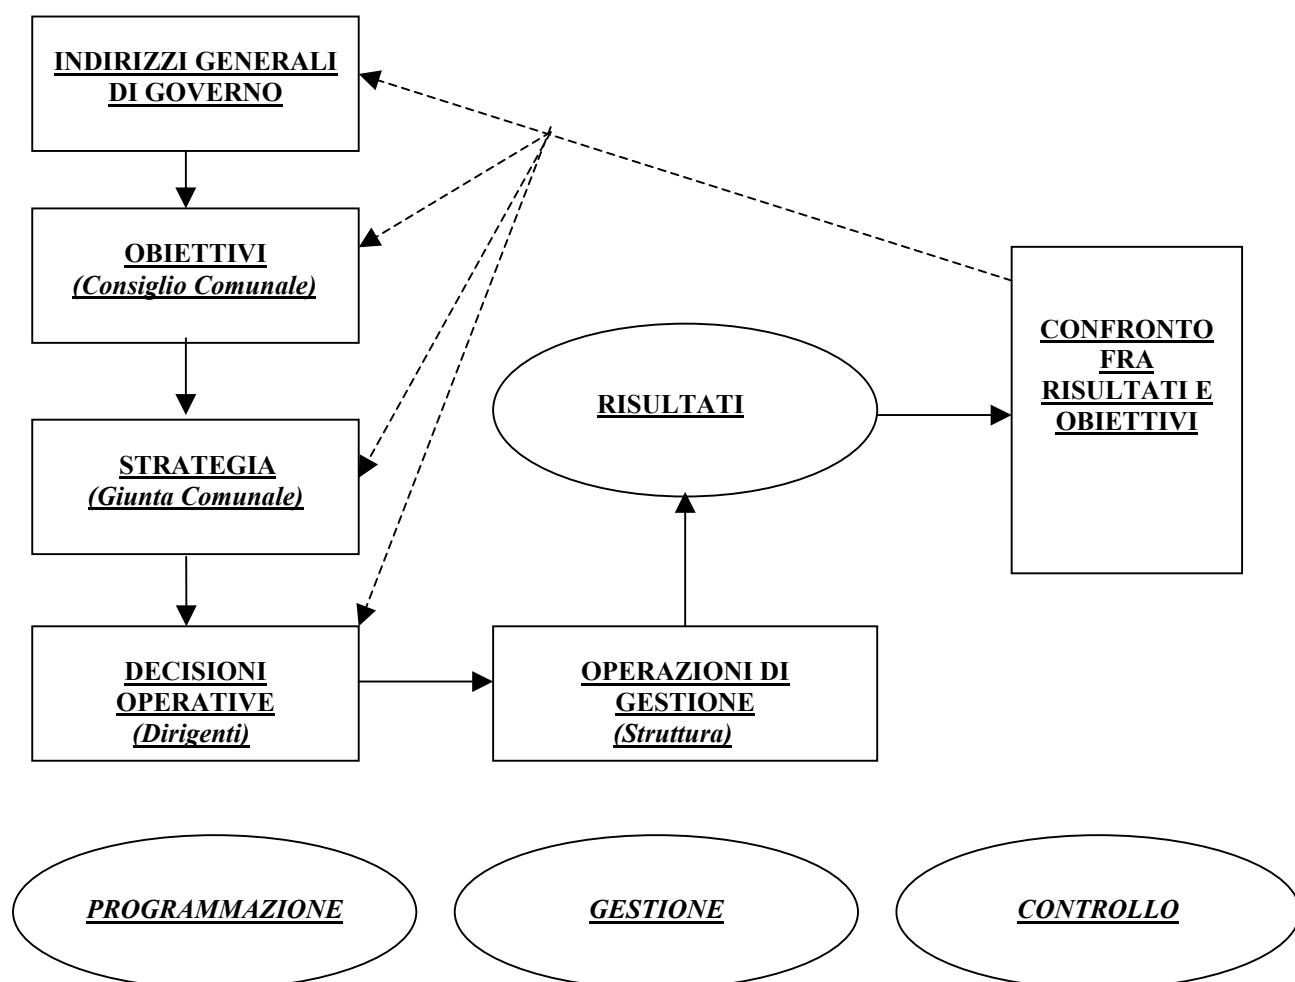 INDIRIZZI GENERALI
DI GOVERNO
OBIETTIVI
(Consiglio Comunale)
STRATEGIA
(Giunta Comunale)
DECISIONI
OPERATIVE
(Dirigenti)
OPERAZIONI DI
GESTIONE
(Struttura)
RISULTATI
CONFRONTO
FRA
RISULTATI E
OBIETTIVI
PROGRAMMAZIONE
GESTIONE
CONTROLLO